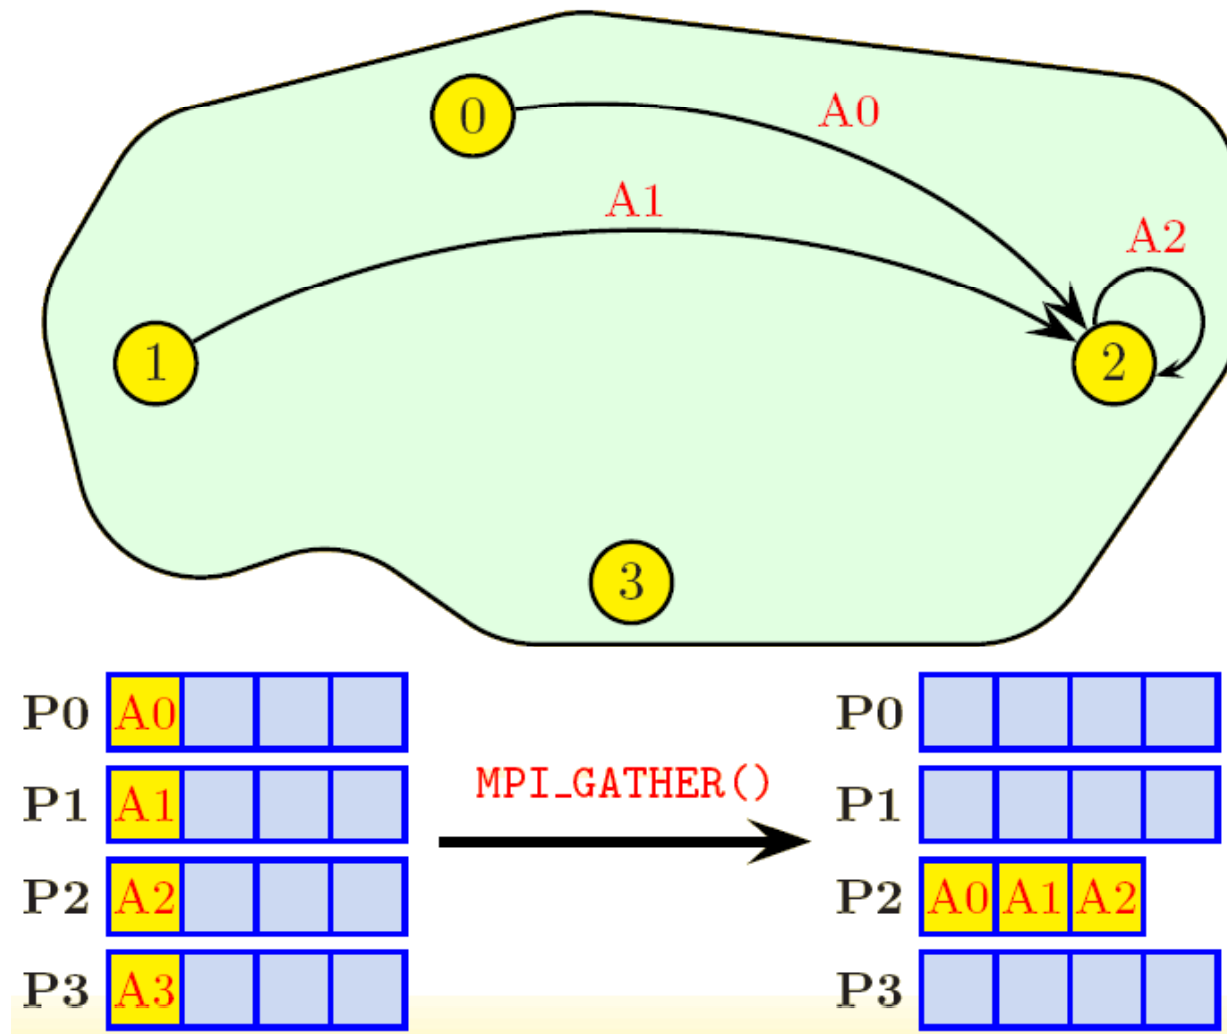 0
A0
A1
A2
1
2
3
P0 A0
P0
MPI_GATHER()
P1 A1
P1
P2 A2
P2 A0 A1 A2
P3 A3
P3